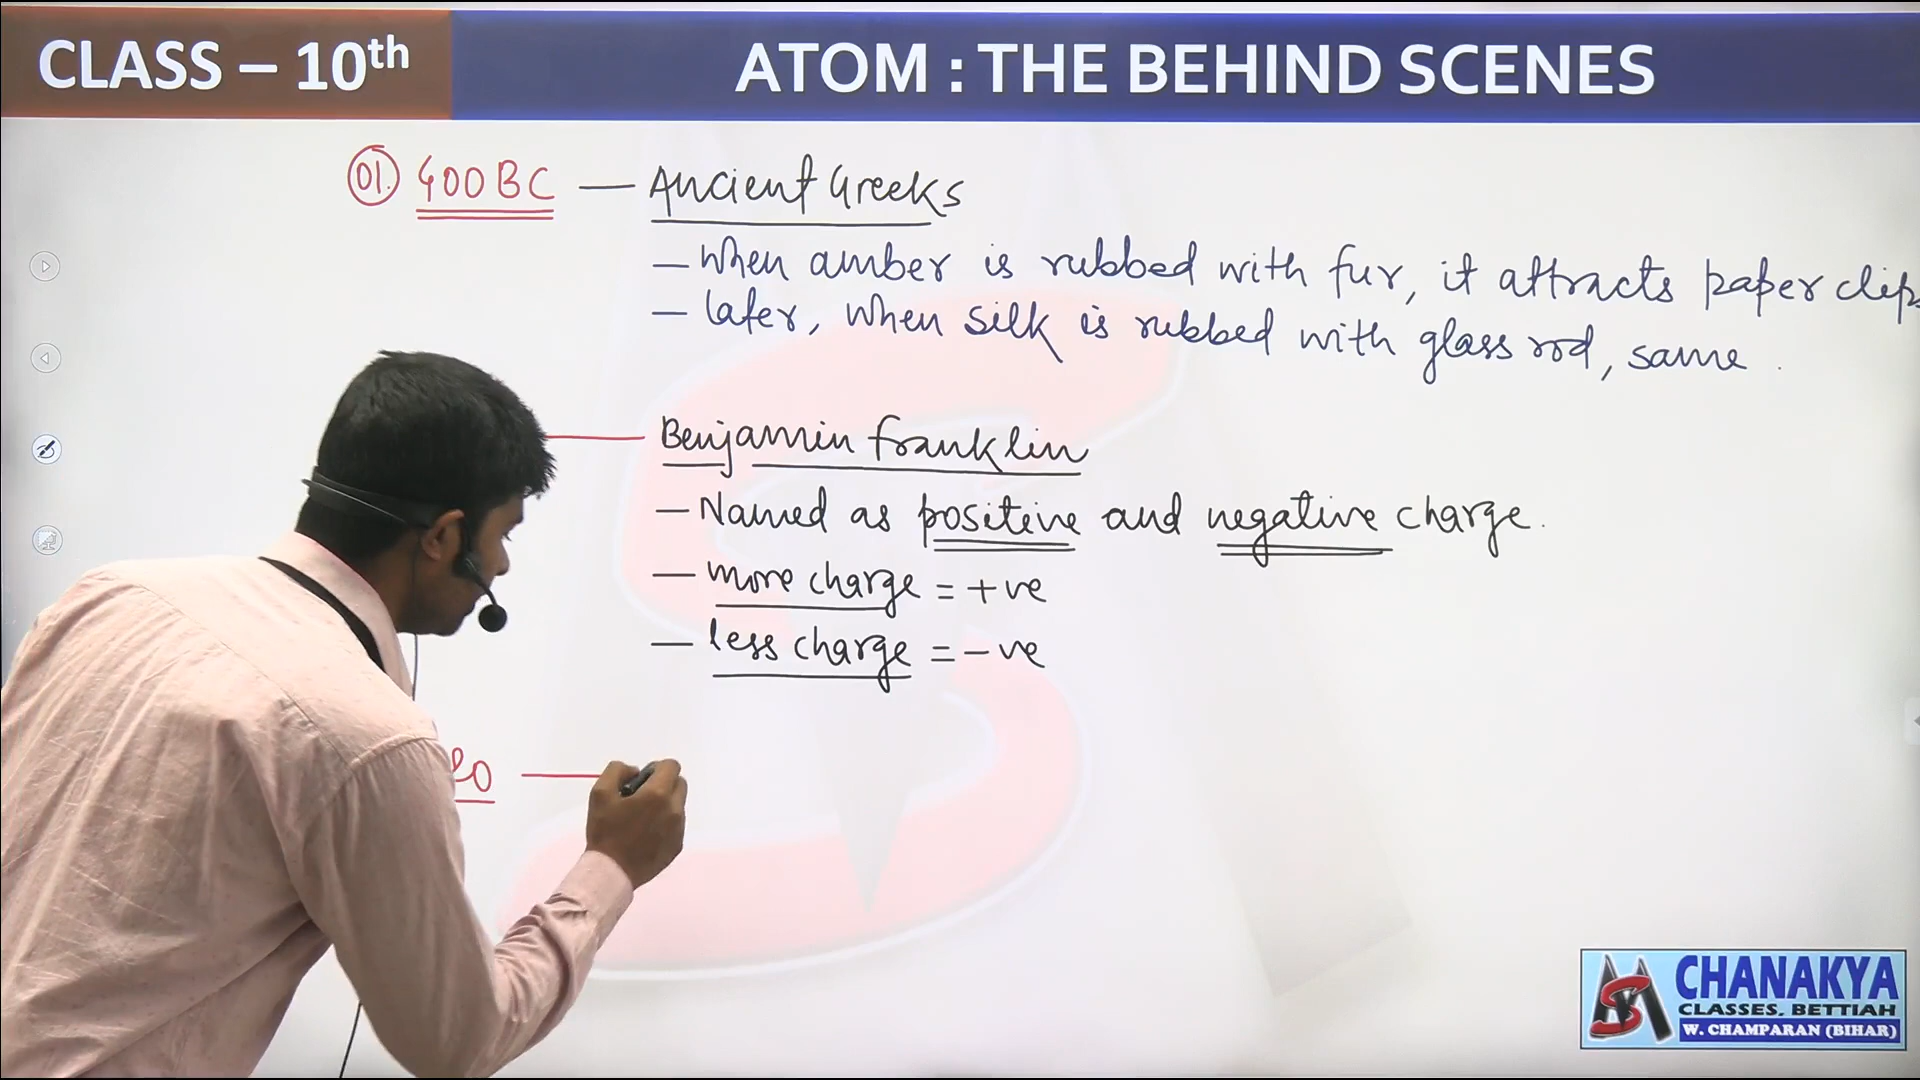 CLASS – 10th
ATOM : THE BEHIND SCENES
01. 400 BC — Ancient Greeks
— When amber is rubbed with fur, it attracts paper clips
— later, when silk is rubbed with glass rod, same.
— Benjamin franklin
— Named as positive and negative charge.
— more charge = +ve
— less charge = -ve
CHANAKYA
CLASSES, BETTIAH
W. CHAMPARAN (BIHAR)